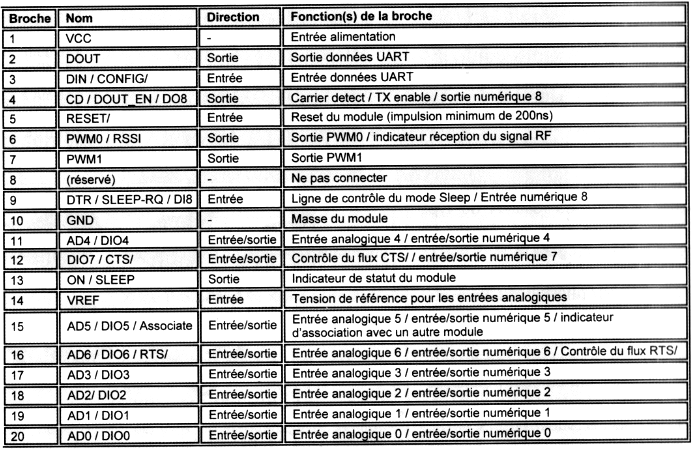 Broche Nom Direction Fonction(s) de la broche
1 VCC - Entrée alimentation
2 DOUT Sortie Sortie données UART
3 DIN / CONFIG/ Entrée Entrée données UART
4 CD / DOUT_EN / DO8 Sortie Carrier detect / TX enable / sortie numérique 8
5 RESET/ Entrée Reset du module (impulsion minimum de 200ns)
6 PWM0 / RSSI Sortie Sortie PWM0 / indicateur réception du signal RF
7 PWM1 Sortie Sortie PWM1
8 (réservé) - Ne pas connecter
9 DTR / SLEEP-RQ / DI8 Entrée Ligne de contrôle du mode Sleep / Entrée numérique 8
10 GND - Masse du module
11 AD4 / DIO4 Entrée/sortie Entrée analogique 4 / entrée/sortie numérique 4
12 DIO7 / CTS/ Entrée/sortie Contrôle du flux CTS/ / entrée/sortie numérique 7
13 ON / SLEEP Sortie Indicateur de statut du module
14 VREF Entrée Tension de référence pour les entrées analogiques
15 AD5 / DIO5 / Associate Entrée/sortie Entrée analogique 5 / entrée/sortie numérique 5 / indicateur
d'association avec un autre module
16 AD6 / DIO6 / RTS/ Entrée/sortie Entrée analogique 6 / entrée/sortie numérique 6 / Contrôle du flux RTS/
17 AD3 / DIO3 Entrée/sortie Entrée analogique 3 / entrée/sortie numérique 3
18 AD2/ DIO2 Entrée/sortie Entrée analogique 2 / entrée/sortie numérique 2
19 AD1 / DIO1 Entrée/sortie Entrée analogique 1 / entrée/sortie numérique 1
20 AD0 / DIO0 Entrée/sortie Entrée analogique 0 / entrée/sortie numérique 0